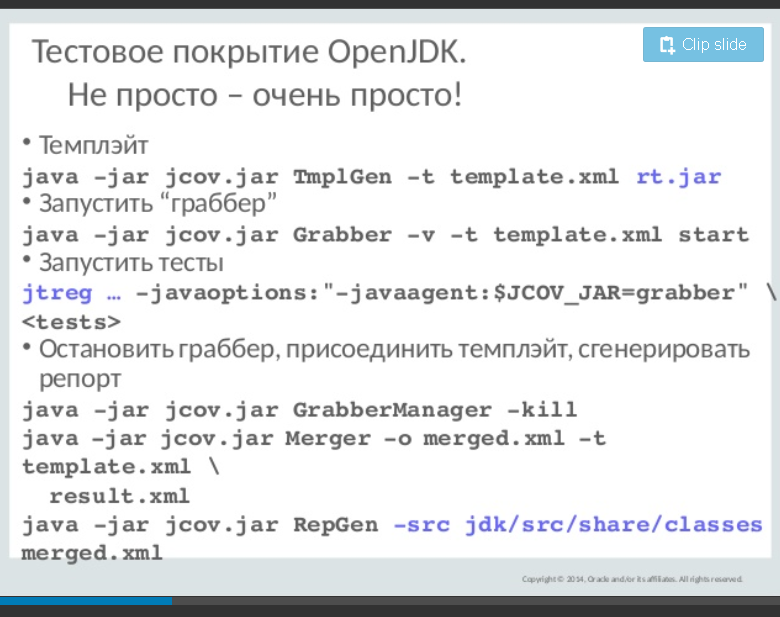 Тестовое покрытие OpenJDK.
Clip slide
Не просто – очень просто!
• Темплэйт
java -jar jcov.jar TmplGen -t template.xml rt.jar
• Запустить “граббер”
java -jar jcov.jar Grabber -v -t template.xml start
• Запустить тесты
jtreg … -javaoptions:"-javaagent:$JCOV_JAR=grabber" \
<tests>
• Остановить граббер, присоединить темплэйт, сгенерировать
репорт
java -jar jcov.jar GrabberManager -kill
java -jar jcov.jar Merger -o merged.xml -t
template.xml \
result.xml
java -jar jcov.jar RepGen -src jdk/src/share/classes
merged.xml
Copyright © 2014, Oracle and/or its affiliates. All rights reserved.